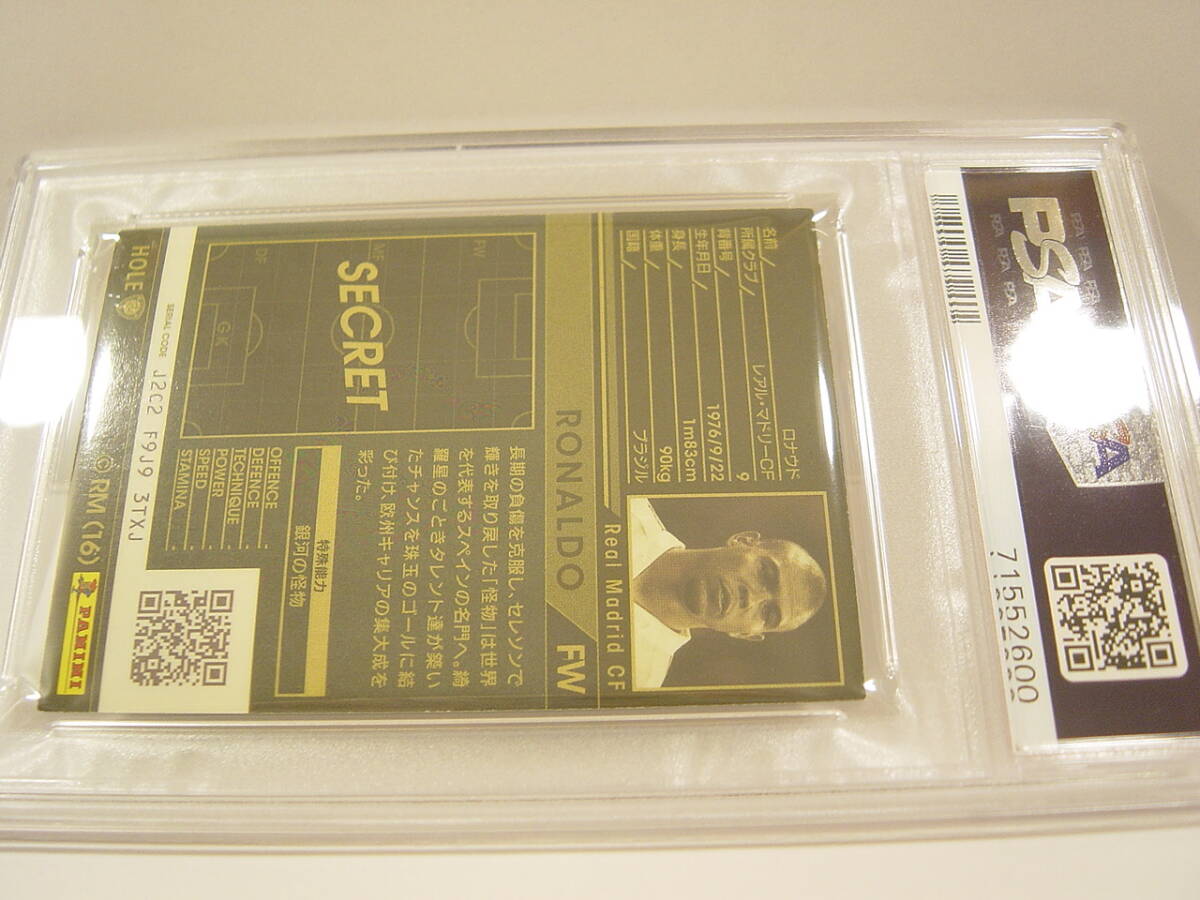 PSA
71552600
名前／ ロナウド
所属クラブ／ レアル・マドリーCF
背番号／ 9
生年月日／ 1976/9/22
身長／ 1m83cm
体重／ 90kg
国籍／ ブラジル
Real Madrid CF
RONALDO
FW
FW
MF
DF
GK
SECRET
長期の負傷を克服し、セレソンで
輝きを取り戻した「怪物」は世界
を代表するスペインの名門へ。綺
羅星のごときタレント達が築い
たチャンスを珠玉のゴールに結
び付け、欧州キャリアの集大成を
彩った。
特殊能力
銀河の怪物
OFFENCE
DEFENCE
TECHNIQUE
POWER
SPEED
STAMINA
SERIAL CODE J2C2 F9J9 3TXJ
HOLE
© RM (16) PANINI